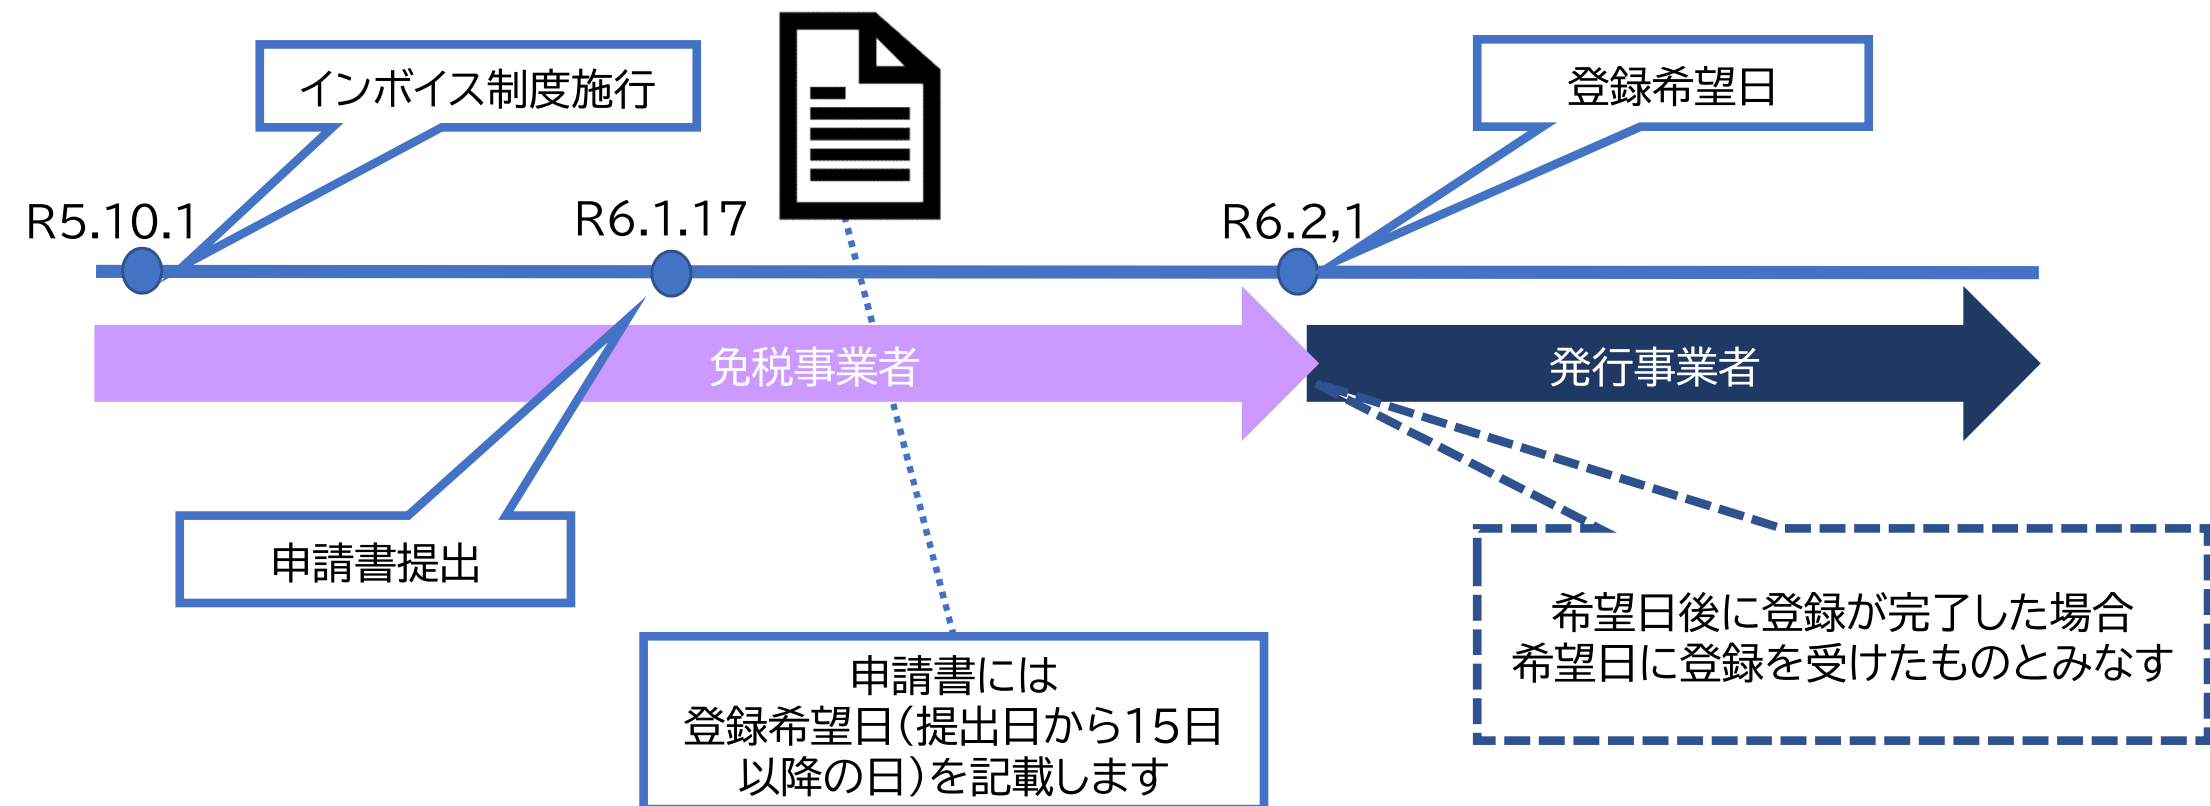 インボイス制度施行
登録希望日
R5.10.1
R6.1.17
R6.2,1
免税事業者
発行事業者
申請書提出
希望日後に登録が完了した場合
希望日に登録を受けたものとみなす
申請書には
登録希望日（提出日から15日
以降の日）を記載します